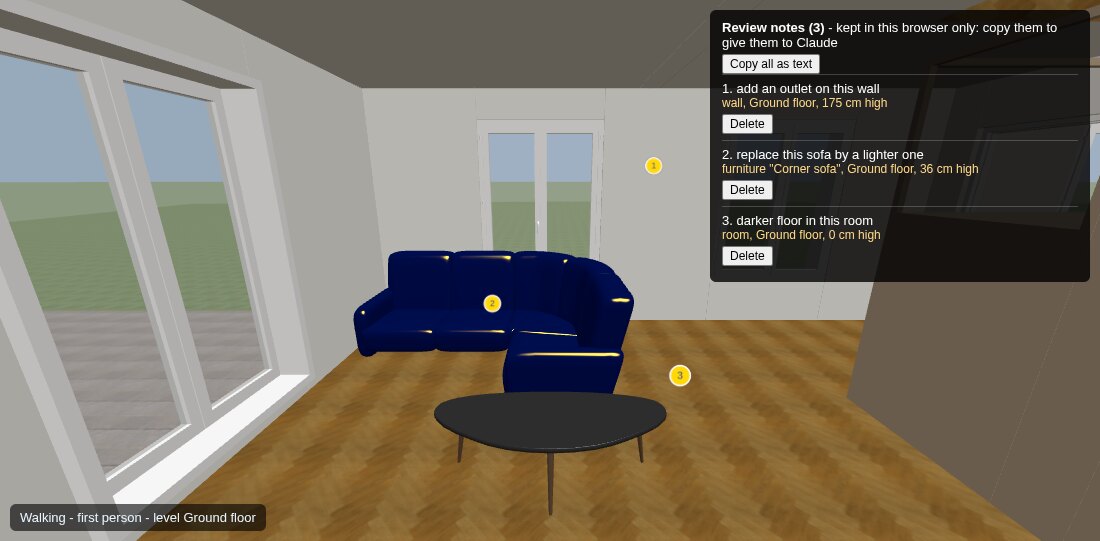 Review notes (3) - kept in this browser only: copy them to
give them to Claude
Copy all as text
1. add an outlet on this wall
wall, Ground floor, 175 cm high
Delete
2. replace this sofa by a lighter one
furniture "Corner sofa", Ground floor, 36 cm high
Delete
3. darker floor in this room
room, Ground floor, 0 cm high
Delete
1
2
3
Walking - first person - level Ground floor